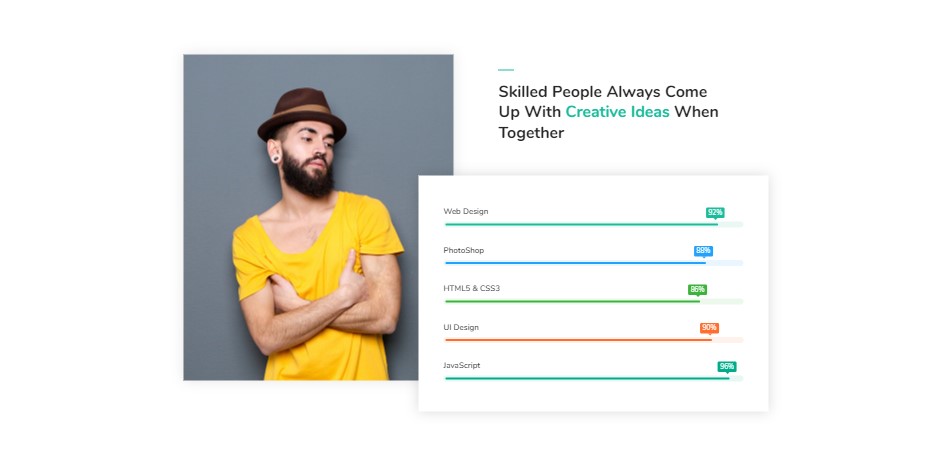 Skilled People Always Come
Up With Creative Ideas When
Together
Web Design 92%
PhotoShop 88%
HTML5 & CSS3 86%
UI Design 90%
JavaScript 96%